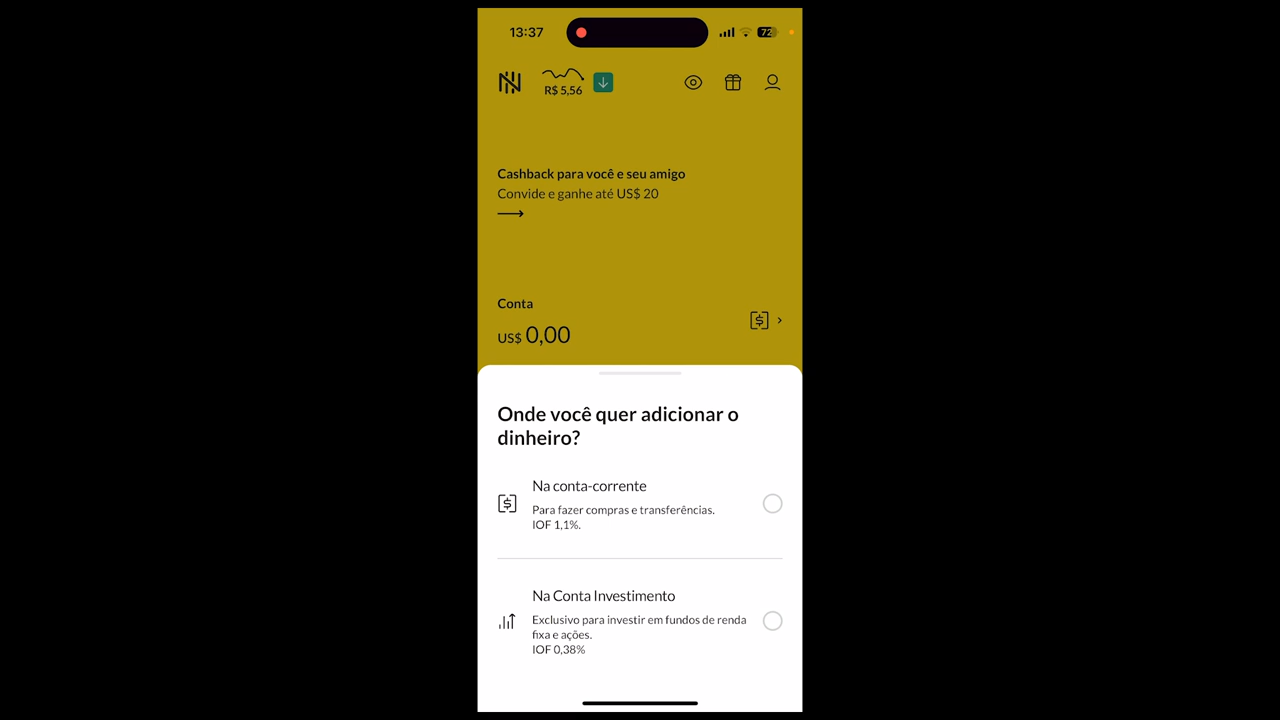 13:37
72
R$ 5,56
Cashback para você e seu amigo
Convide e ganhe até US$ 20
Conta
US$ 0,00
Onde você quer adicionar o
dinheiro?
Na conta-corrente
Para fazer compras e transferências.
IOF 1,1%.
Na Conta Investimento
Exclusivo para investir em fundos de renda
fixa e ações.
IOF 0,38%